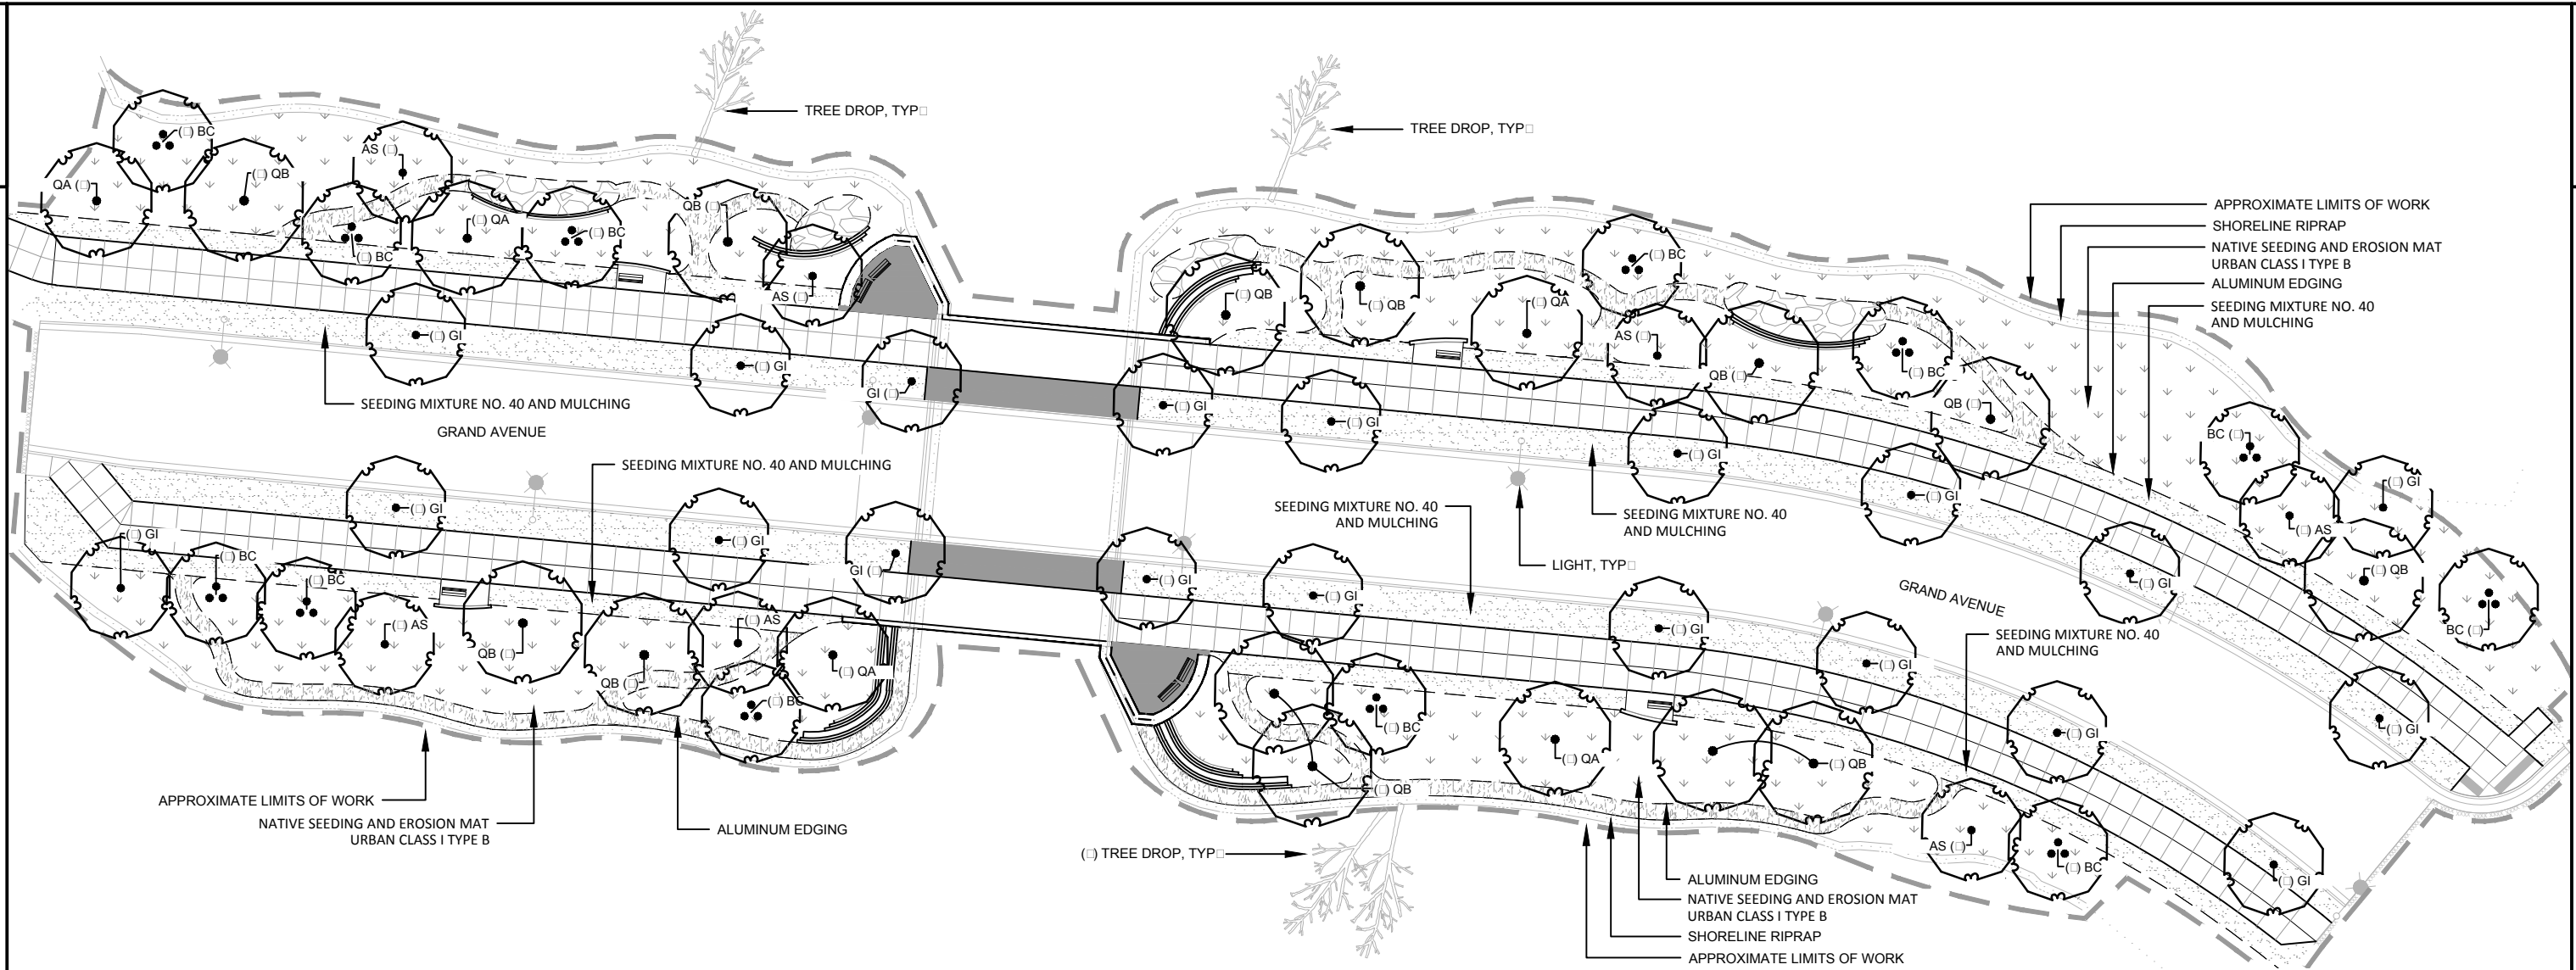 TREE DROP, TYP□
TREE DROP, TYP□
(□) BC
AS (□)
(□) QB
QA (□)
QB (□)
(□) QA
(□) BC
(□) BC
AS (□)
(□) GI
(□) GI
GI (□)
SEEDING MIXTURE NO. 40 AND MULCHING
GRAND AVENUE
(□) BC
(□) QB
(□) QB
(□) QA
AS (□)
QB (□)
(□) BC
QB (□)
(□) GI
(□) GI
(□) GI
(□) GI
APPROXIMATE LIMITS OF WORK
SHORELINE RIPRAP
NATIVE SEEDING AND EROSION MAT
URBAN CLASS I TYPE B
ALUMINUM EDGING
SEEDING MIXTURE NO. 40
AND MULCHING
BC (□)
(□) GI
(□) AS
(□) QB
BC (□)
(□) GI
(□) GI
SEEDING MIXTURE NO. 40 AND MULCHING
SEEDING MIXTURE NO. 40
AND MULCHING
SEEDING MIXTURE NO. 40
AND MULCHING
LIGHT, TYP□
GRAND AVENUE
SEEDING MIXTURE NO. 40
AND MULCHING
(□) GI
(□) GI
(□) GI
GI (□)
(□) BC
(□) BC
(□) AS
QB (□)
(□) AS
QB (□)
(□) QA
(□) BC
(□) GI
(□) GI
(□) GI
(□) GI
(□) GI
(□) BC
(□) QA
(□) QB
(□) QB
AS (□)
(□) BC
(□) GI
APPROXIMATE LIMITS OF WORK
NATIVE SEEDING AND EROSION MAT
URBAN CLASS I TYPE B
ALUMINUM EDGING
(□) TREE DROP, TYP□
ALUMINUM EDGING
NATIVE SEEDING AND EROSION MAT
URBAN CLASS I TYPE B
SHORELINE RIPRAP
APPROXIMATE LIMITS OF WORK